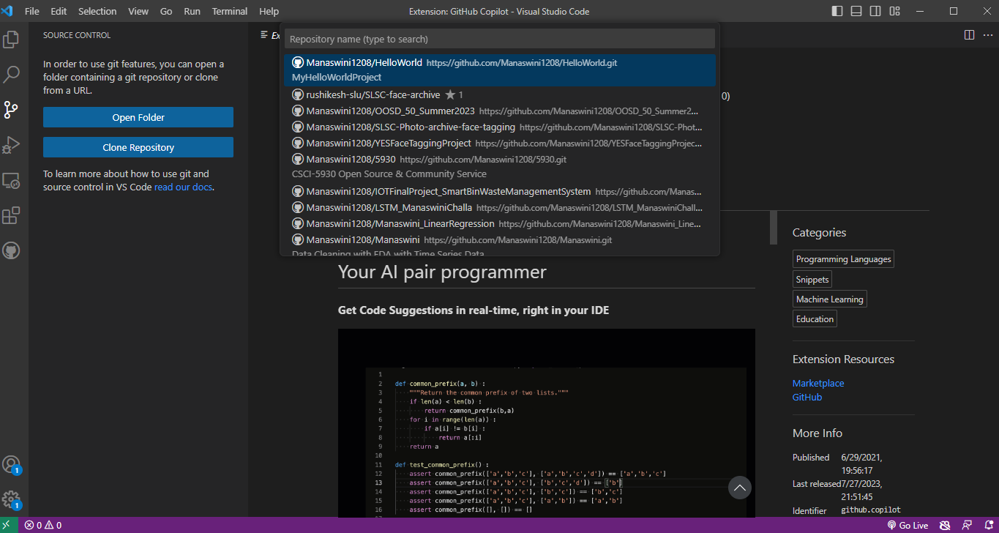 File Edit Selection View Go Run Terminal Help
Extension: GitHub Copilot - Visual Studio Code
SOURCE CONTROL
In order to use git features, you can open a
folder containing a git repository or clone
from a URL.
Open Folder
Clone Repository
To learn more about how to use git and
source control in VS Code read our docs.
Ex
Repository name (type to search)
Manaswini1208/HelloWorld https://github.com/Manaswini1208/HelloWorld.git
MyHelloWorldProject
rushikesh-slu/SLSC-face-archive ★ 1
Manaswini1208/OOSD_50_Summer2023 https://github.com/Manaswini1208/OOSD_50_Summer2...
Manaswini1208/SLSC-Photo-archive-face-tagging https://github.com/Manaswini1208/SLSC-Phot...
Manaswini1208/YESFaceTaggingProject https://github.com/Manaswini1208/YESFaceTaggingProjec...
Manaswini1208/5930 https://github.com/Manaswini1208/5930.git
CSCI-5930 Open Source & Community Service
Manaswini1208/IOTFinalProject_SmartBinWasteManagementSystem https://github.com/Manas...
Manaswini1208/LSTM_ManaswiniChalla https://github.com/Manaswini1208/LSTM_ManaswiniChall...
Manaswini1208/Manaswini_LinearRegression https://github.com/Manaswini1208/Manaswini_Line...
Manaswini1208/Manaswini https://github.com/Manaswini1208/Manaswini.git
Data Cleaning with EDA with Time Series Data
0)
Your AI pair programmer
Get Code Suggestions in real-time, right in your IDE
1
2 def common_prefix(a, b) :
3 """Return the common prefix of two lists."""
4 if len(a) < len(b) :
5 return common_prefix(b,a)
6 for i in range(len(a)) :
7 if a[i] != b[i] :
8 return a[:i]
9 return a
10
11 def test_common_prefix() :
12 assert common_prefix(['a','b','c'], ['a','b','c','d']) == ['a','b','c']
13 assert common_prefix(['a','b','c'], ['b','c','d']) == ['b']
14 assert common_prefix(['a','b','c'], ['b','c']) == ['b','c']
15 assert common_prefix(['a','b','c'], ['a','b']) == ['a','b']
16 assert common_prefix([], []) == []
Categories
Programming Languages
Snippets
Machine Learning
Education
Extension Resources
Marketplace
GitHub
More Info
Published 6/29/2021,
19:56:17
Last released 7/27/2023,
21:51:45
Identifier github.copilot
1
1
0 0
Go Live